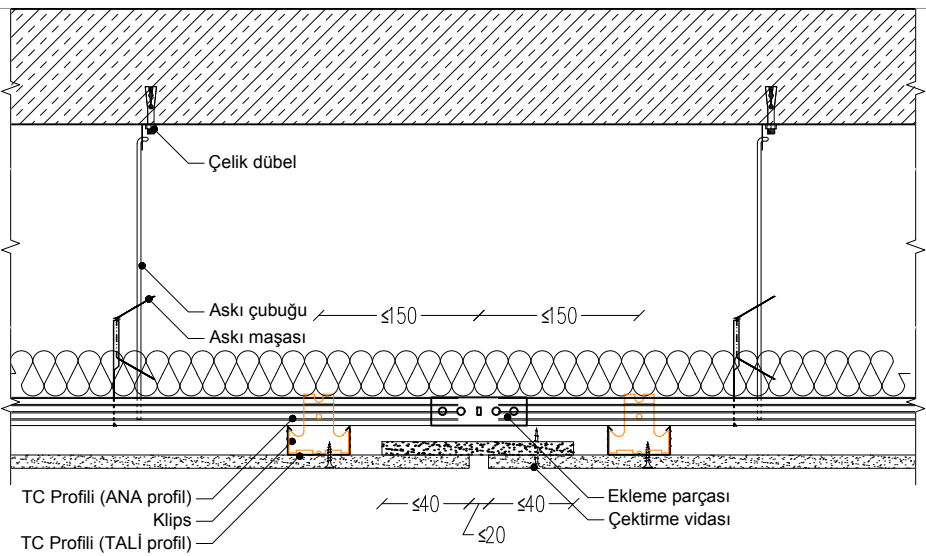 Çelik dübel
Askı çubuğu
Askı maşası
≤150
≤150
TC Profili (ANA profil)
Klips
TC Profili (TALİ profil)
≤40
≤40
≤20
Ekleme parçası
Çektirme vidası